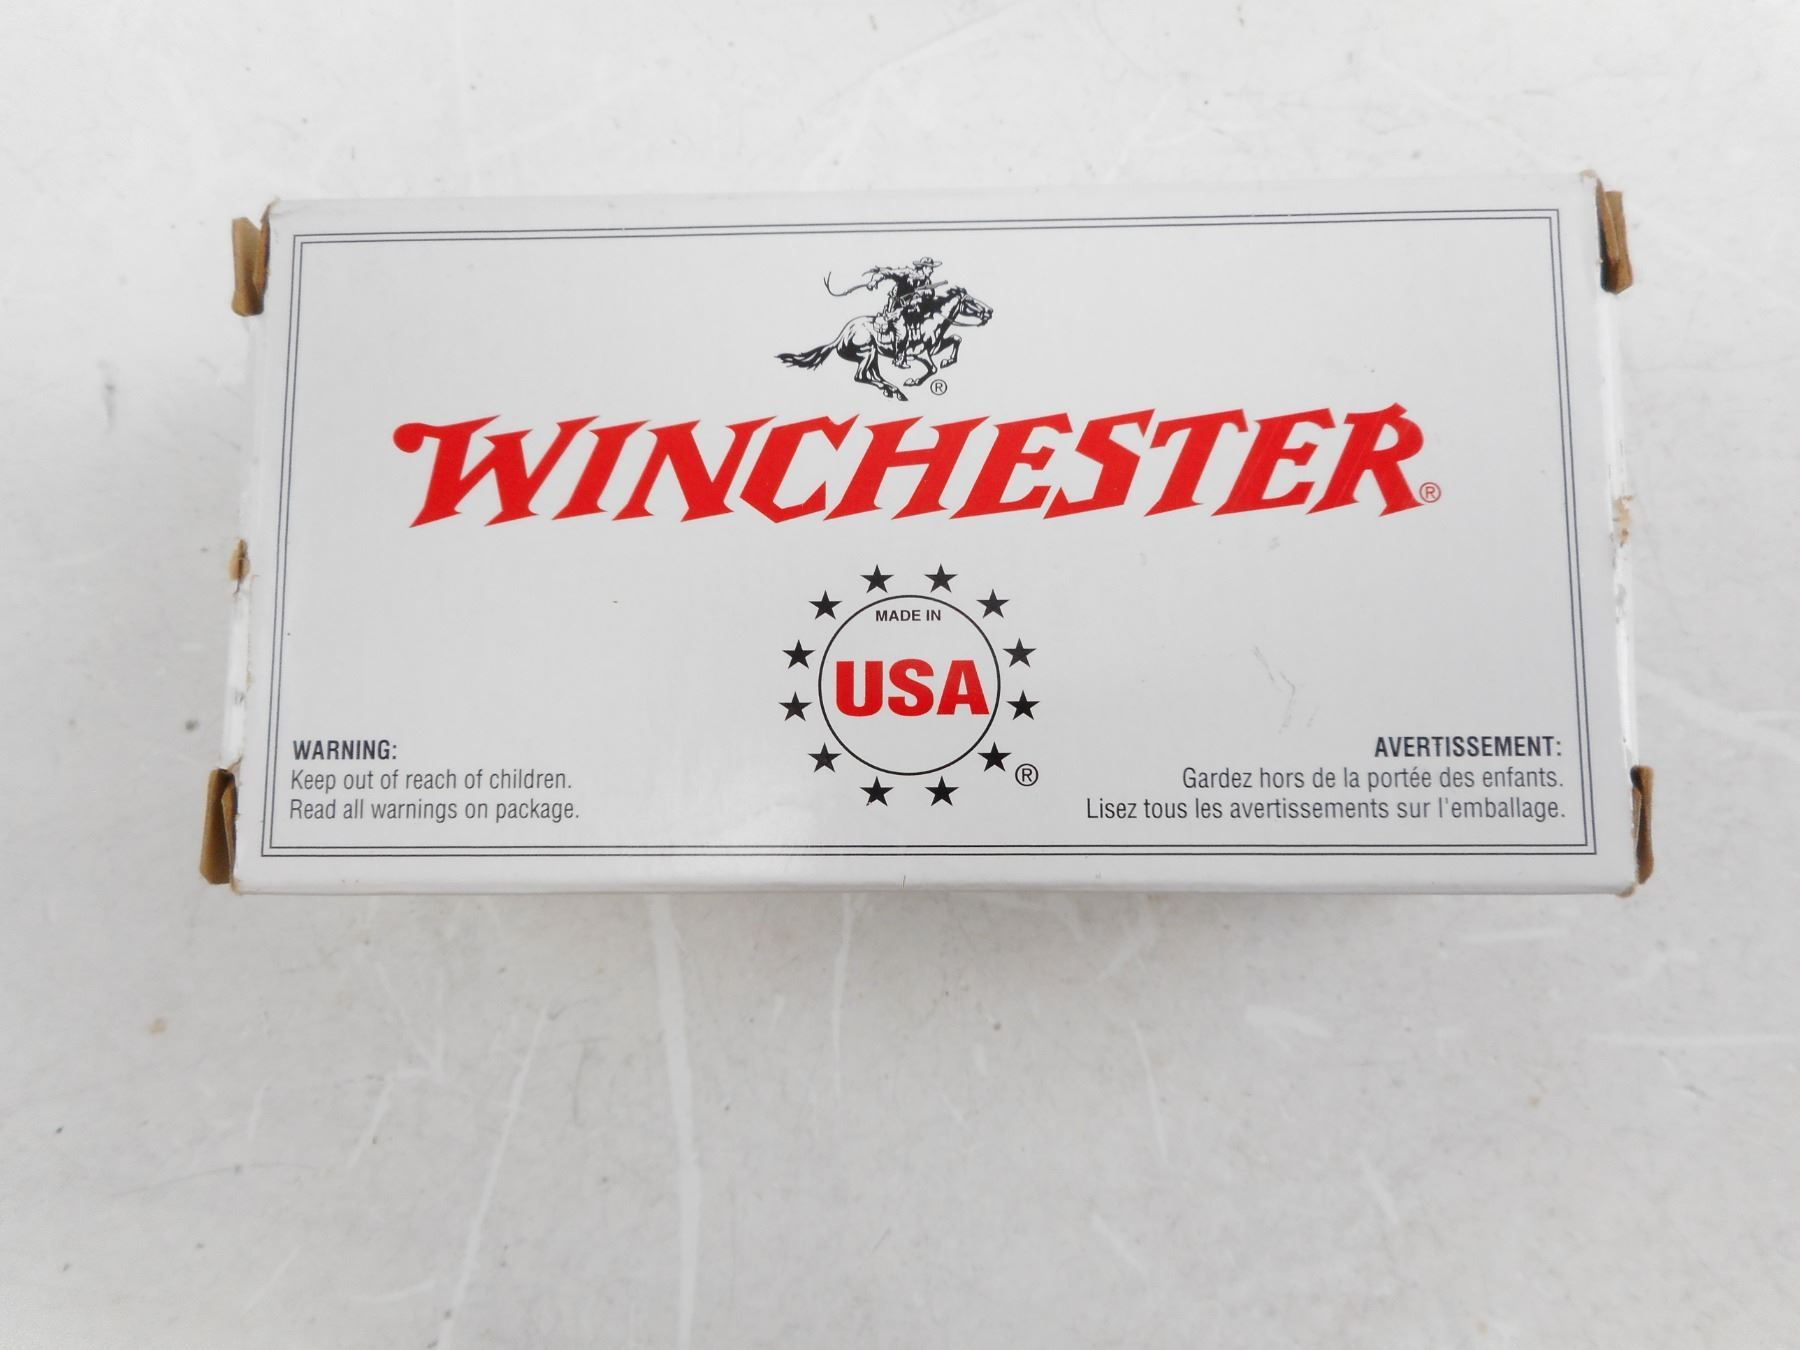 ®
WINCHESTER®
MADE IN
USA
®
WARNING:
Keep out of reach of children.
Read all warnings on package.
AVERTISSEMENT:
Gardez hors de la portée des enfants.
Lisez tous les avertissements sur l'emballage.